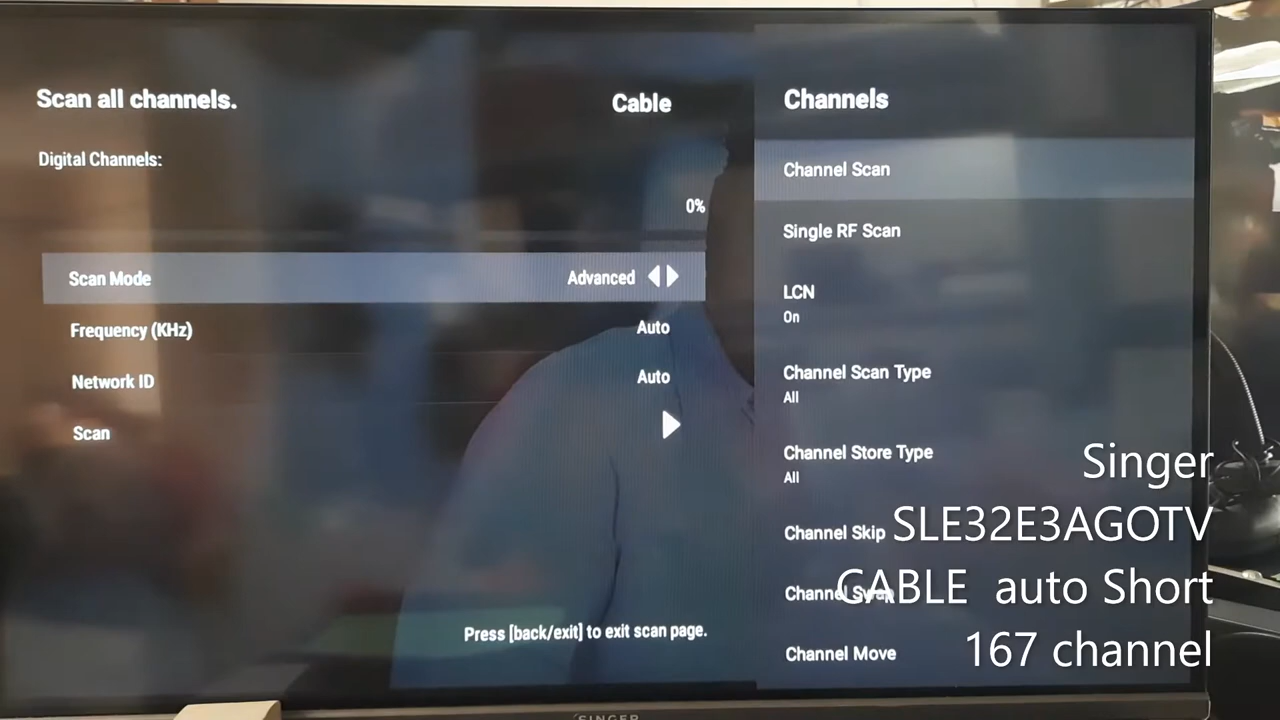 Scan all channels.
Cable
Digital Channels:
0%
Scan Mode
Advanced
Frequency (KHz)
Auto
Network ID
Auto
Scan
Press [back/exit] to exit scan page.
Channels
Channel Scan
Single RF Scan
LCN
On
Channel Scan Type
All
Channel Store Type
All
Channel Skip
Channel Swap
Channel Move
Singer
SLE32E3AGOTV
CABLE auto Short
167 channel
SINGER